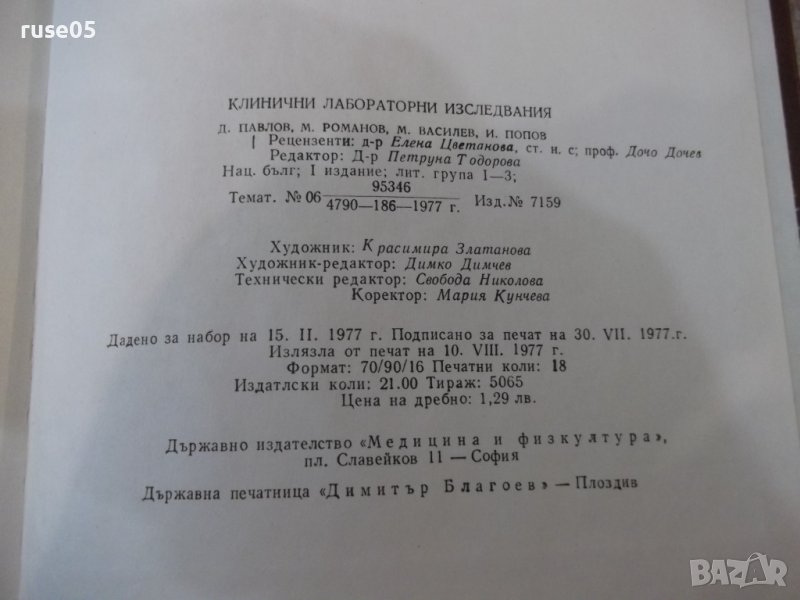 ruse05
КЛИНИЧНИ ЛАБОРАТОРНИ ИЗСЛЕДВАНИЯ
Д. ПАВЛОВ, М. РОМАНОВ, М. ВАСИЛЕВ, И. ПОПОВ
Рецензенти: д-р Елена Цветанова, ст. н. с; проф. Дочо Дочев
Редактор: Д-р Петруна Тодорова
Нац. бълг; I издание; лит. група I—3;
Темат. № 06 95346
4790—186—1977 г. Изд. № 7159
Художник: Красимира Златанова
Художник-редактор: Димко Димчев
Технически редактор: Свобода Николова
Коректор: Мария Кунчева
Дадено за набор на 15. II. 1977 г. Подписано за печат на 30. VII. 1977.г.
Излязла от печат на 10. VIII. 1977 г.
Формат: 70/90/16 Печатни коли: 18
Издатлски коли: 21.00 Тираж: 5065
Цена на дребно: 1,29 лв.
Държавно издателство «Медицина и физкултура»,
пл. Славейков 11 — София
Държавна печатница «Димитър Благоев» — Плоздив
BAZAR